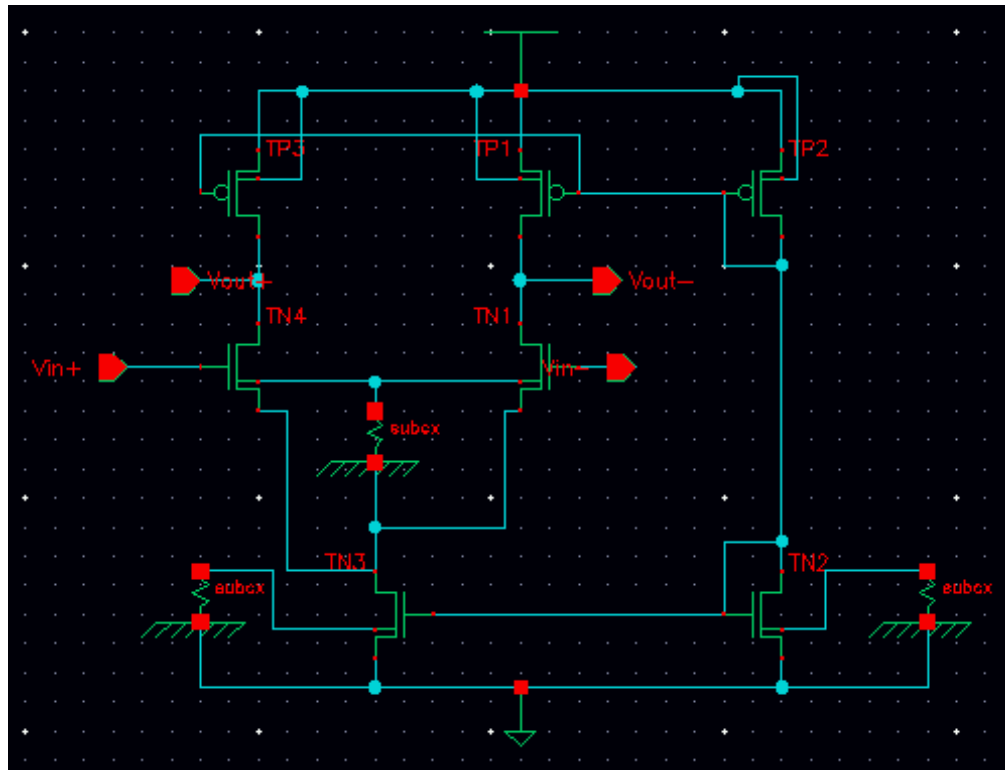 TP3
TP1
TP2
Vout+
Vout−
TN4
TN1
Vin+
Vin−
subcx
TN3
TN2
subcx
subcx